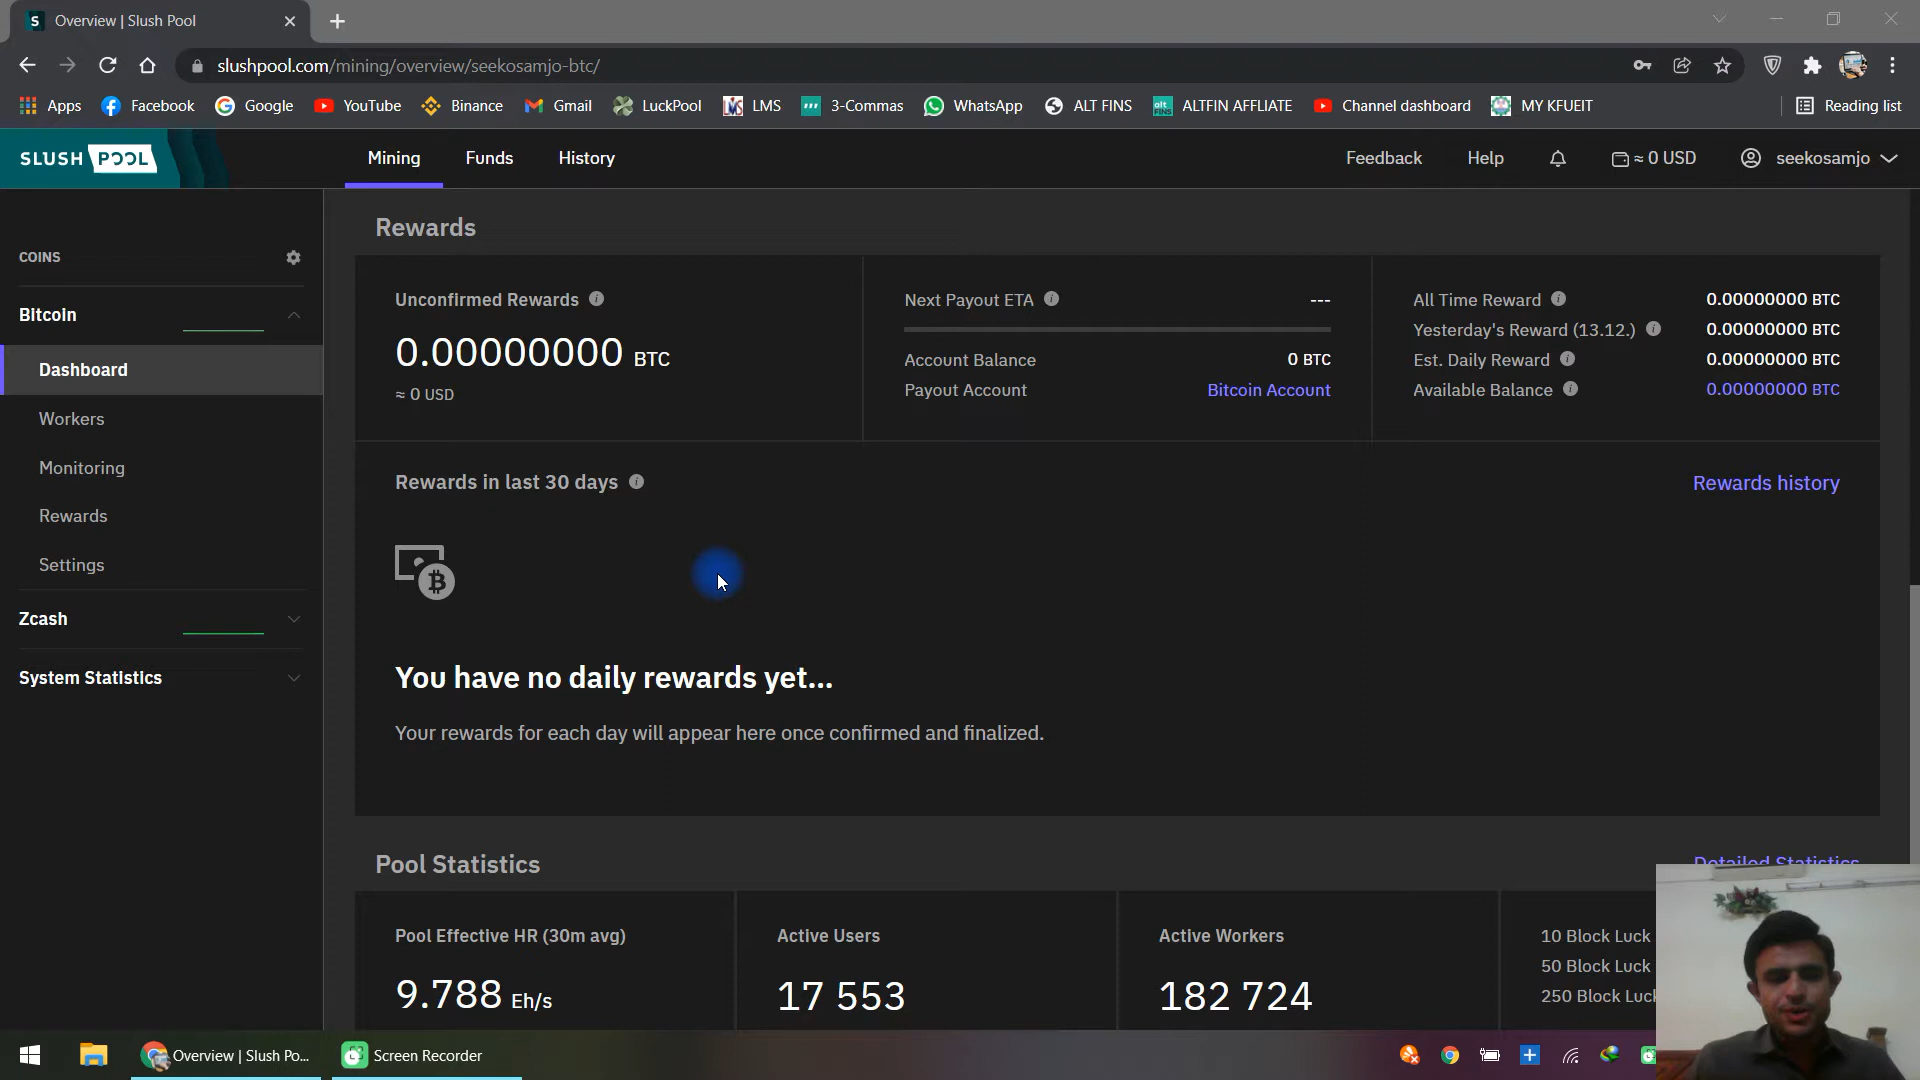 Overview | Slush Pool
slushpool.com/mining/overview/seekosamjo-btc/
Apps Facebook Google YouTube Binance Gmail LuckPool LMS 3-Commas WhatsApp ALT FINS ALTFIN AFFLIATE Channel dashboard MY KFUEIT Reading list
SLUSH POOL Mining Funds History Feedback Help ≈ 0 USD seekosamjo
COINS
Bitcoin
Dashboard
Workers
Monitoring
Rewards
Settings
Zcash
System Statistics
Rewards
Unconfirmed Rewards
0.00000000 BTC
≈ 0 USD
Next Payout ETA ---
Account Balance 0 BTC
Payout Account Bitcoin Account
All Time Reward 0.00000000 BTC
Yesterday's Reward (13.12.) 0.00000000 BTC
Est. Daily Reward 0.00000000 BTC
Available Balance 0.00000000 BTC
Rewards in last 30 days Rewards history
You have no daily rewards yet...
Your rewards for each day will appear here once confirmed and finalized.
Pool Statistics Detailed Statistics
Pool Effective HR (30m avg)
9.788 Eh/s
Active Users
17 553
Active Workers
182 724
10 Block Luck
50 Block Luck
250 Block Luck
Overview | Slush Po... Screen Recorder